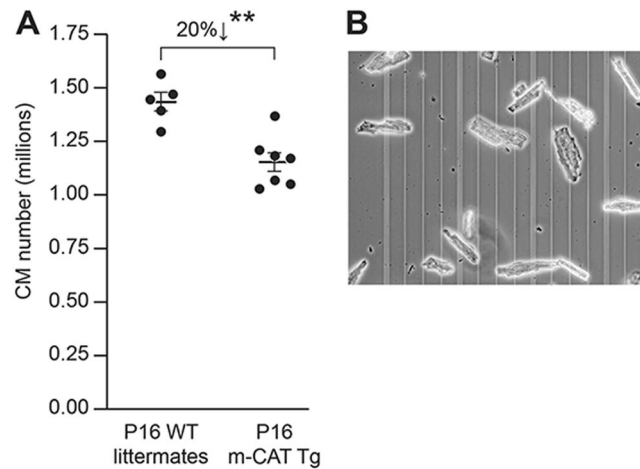 A
B
20%↓**
1.75
1.50
1.25
1.00
0.75
0.50
0.25
0.00
CM number (millions)
P16 WT
littermates
P16
m-CAT Tg